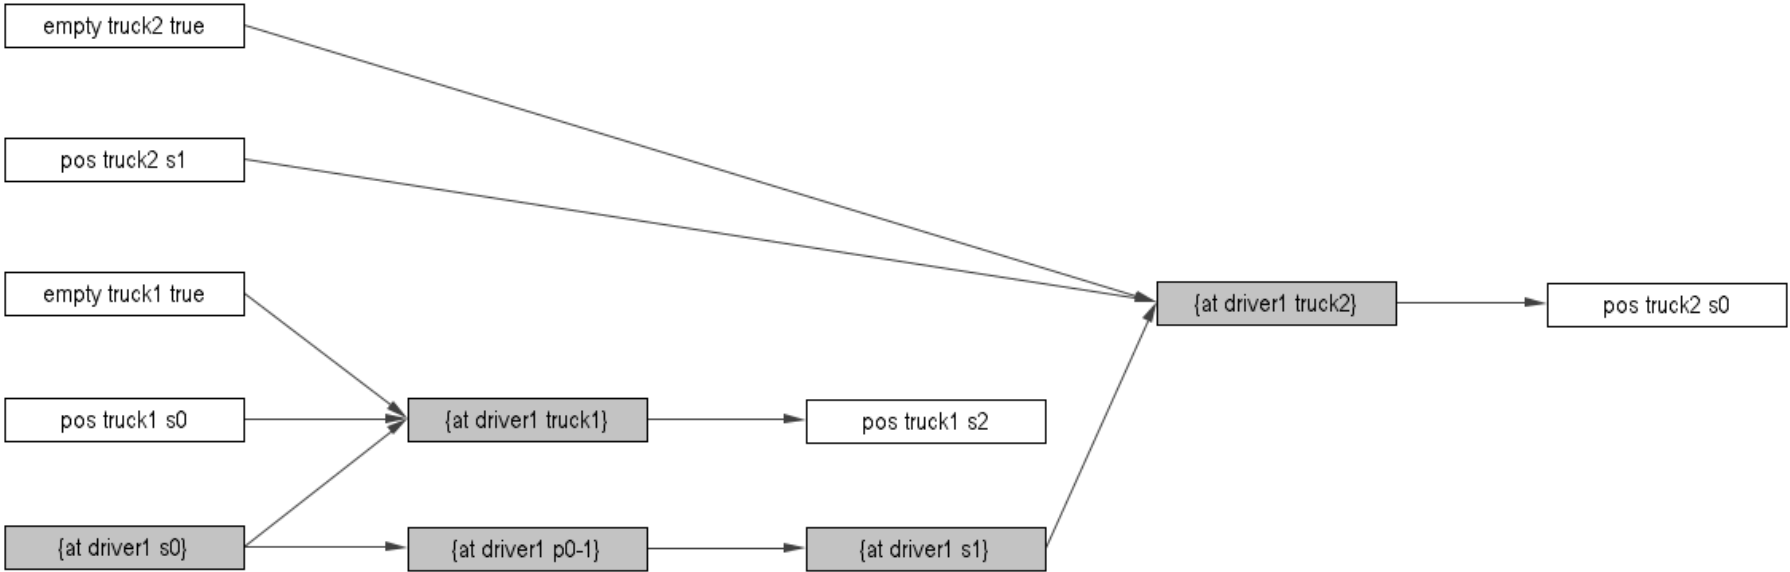 empty truck2 true
pos truck2 s1
empty truck1 true
{at driver1 truck2}
pos truck2 s0
pos truck1 s0
{at driver1 truck1}
pos truck1 s2
{at driver1 s0}
{at driver1 p0-1}
{at driver1 s1}